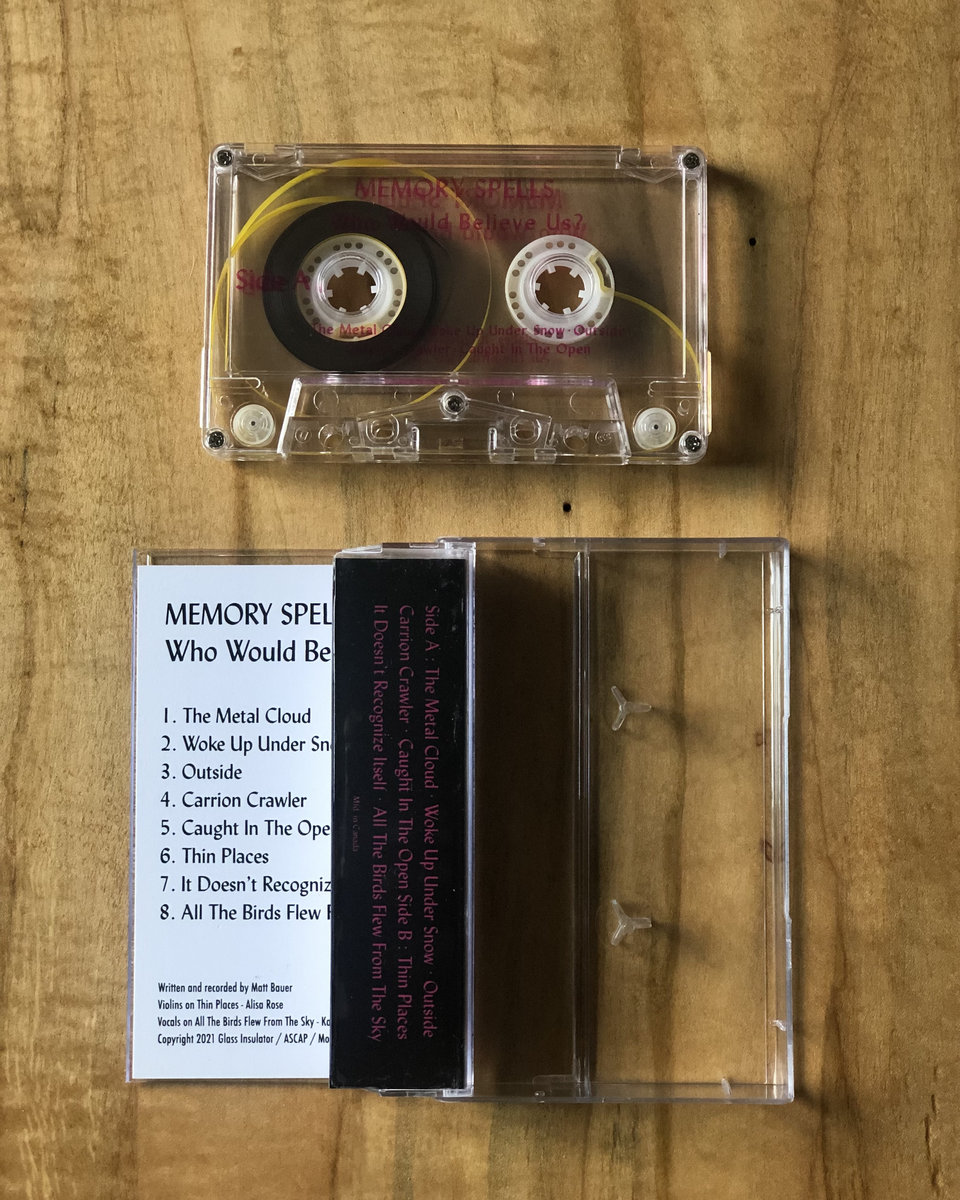 MEMORY SPELLS
Who Would Believe Us?
Side A
The Metal Woke Up Under Snow · Outside
Caught In The Open
MEMORY SPEL
Who Would Be
1. The Metal Cloud
2. Woke Up Under Sn
3. Outside
4. Carrion Crawler
5. Caught In The Ope
6. Thin Places
7. It Doesn't Recogniz
8. All The Birds Flew F
Written and recorded by Matt Bauer
Violins on Thin Places - Alisa Rose
Vocals on All The Birds Flew From The Sky - Ka
Copyright 2021 Glass Insulator / ASCAP / Mo
Side A : The Metal Cloud · Woke Up Under Snow · Outside
Carrion Crawler · Caught In The Open Side B : Thin Places
It Doesn't Recognize Itself · All The Birds Flew From The Sky
Mfd. in Canada